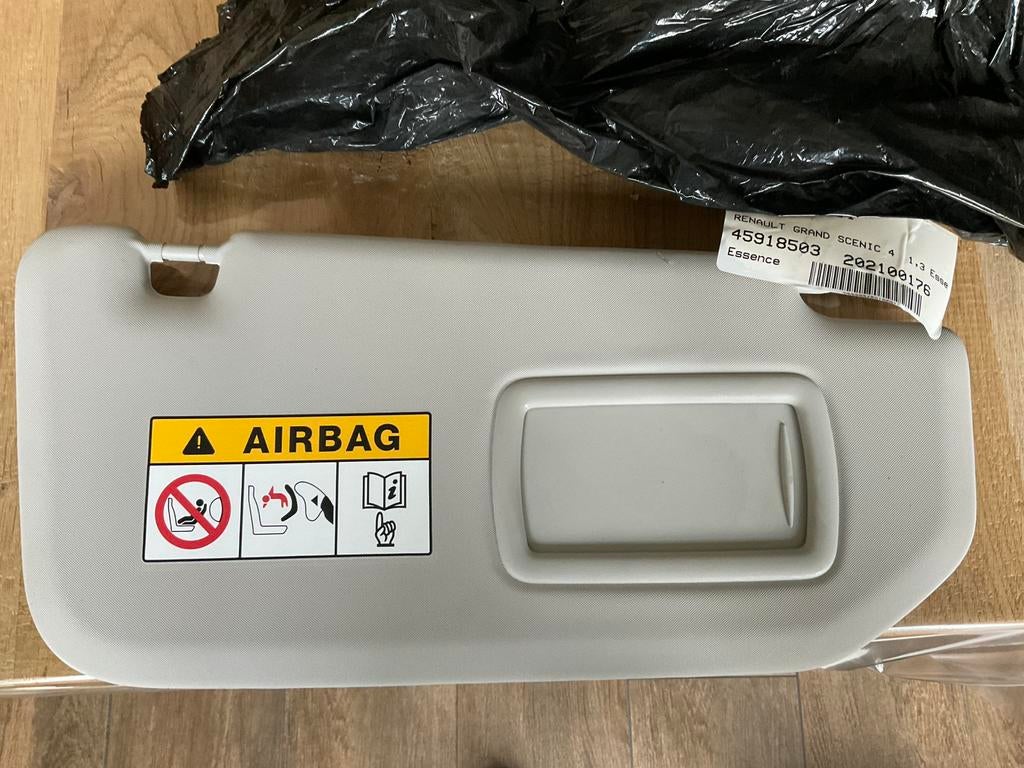 RENAULT GRAND SCENIC 4 1,3 Esse
45918503 202100176
Essence
AIRBAG
i